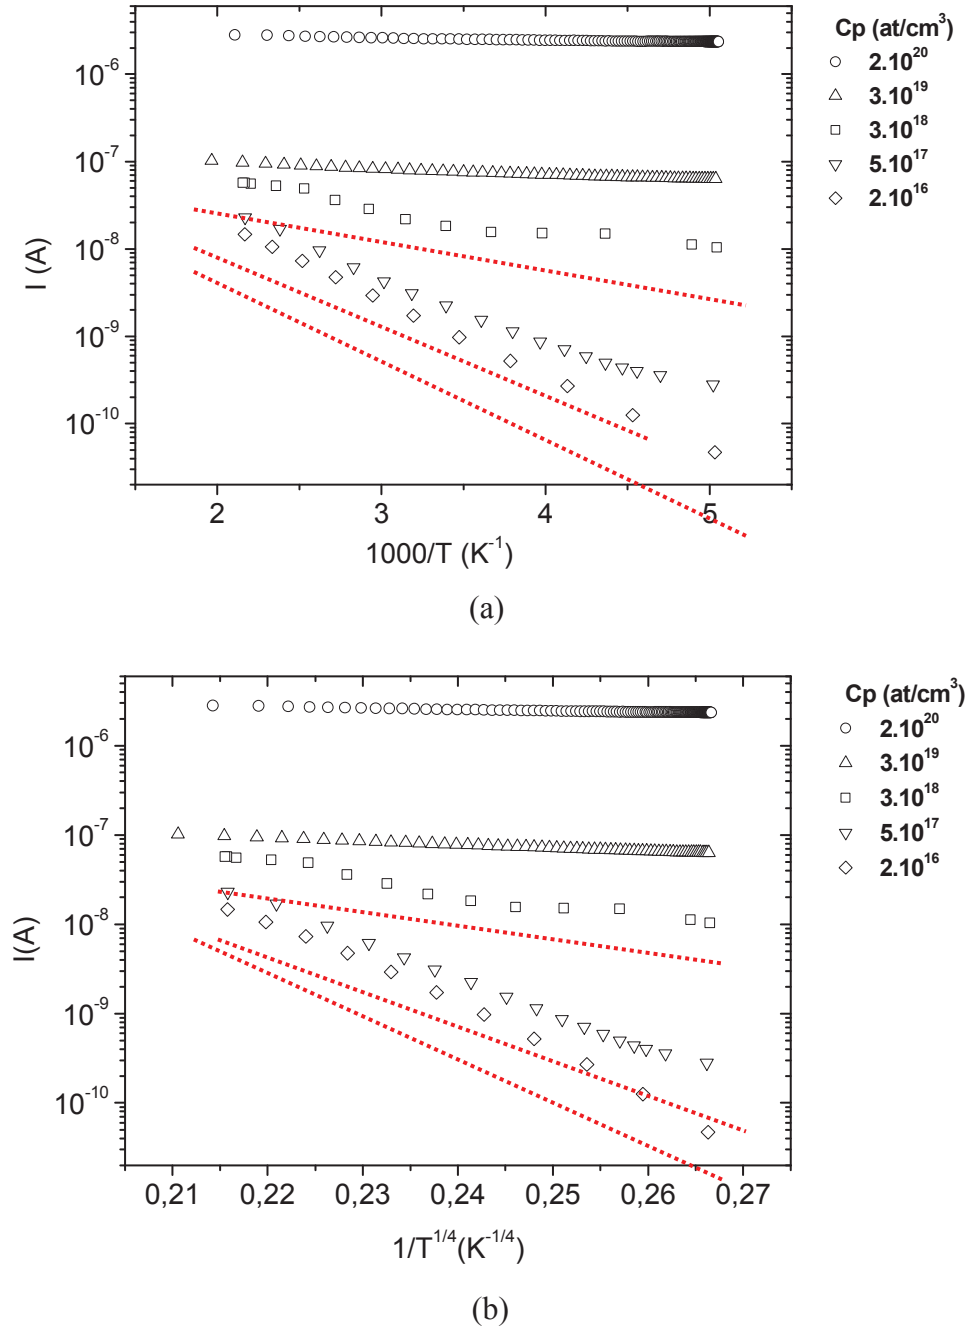 Cp (at/cm³)
2.10²⁰
3.10¹⁹
3.10¹⁸
5.10¹⁷
2.10¹⁶
10⁻⁶
10⁻⁷
10⁻⁸
10⁻⁹
10⁻¹⁰
I (A)
2 3 4 5
1000/T (K⁻¹)
(a)
Cp (at/cm³)
2.10²⁰
3.10¹⁹
3.10¹⁸
5.10¹⁷
2.10¹⁶
10⁻⁶
10⁻⁷
10⁻⁸
10⁻⁹
10⁻¹⁰
I(A)
0,21 0,22 0,23 0,24 0,25 0,26 0,27
1/T^1/4(K^-1/4)
(b)